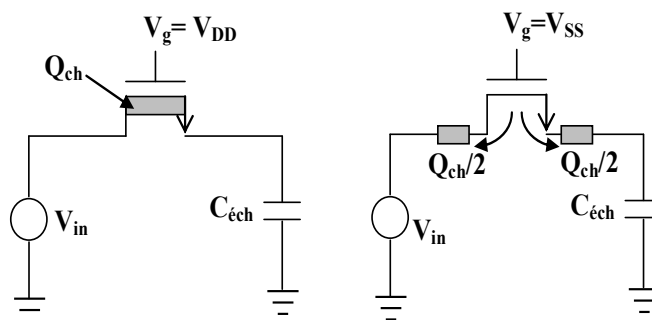 V_g= V_DD
Q_ch
V_in
C_éch
V_g=V_SS
Q_ch/2
Q_ch/2
V_in
C_éch